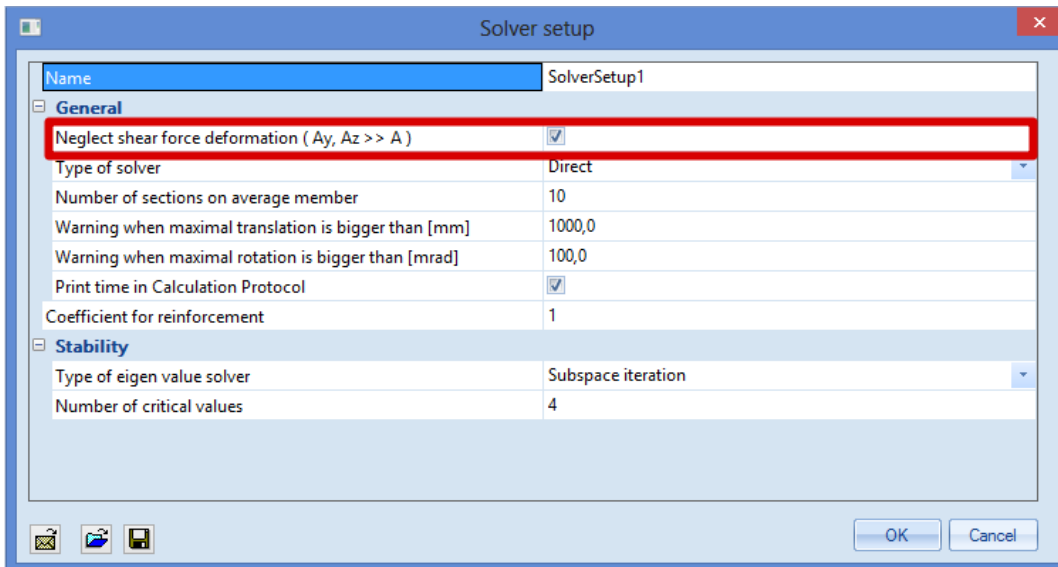 Solver setup
Name SolverSetup1
General
Neglect shear force deformation ( Ay, Az >> A )
Type of solver Direct
Number of sections on average member 10
Warning when maximal translation is bigger than [mm] 1000,0
Warning when maximal rotation is bigger than [mrad] 100,0
Print time in Calculation Protocol
Coefficient for reinforcement 1
Stability
Type of eigen value solver Subspace iteration
Number of critical values 4
OK Cancel